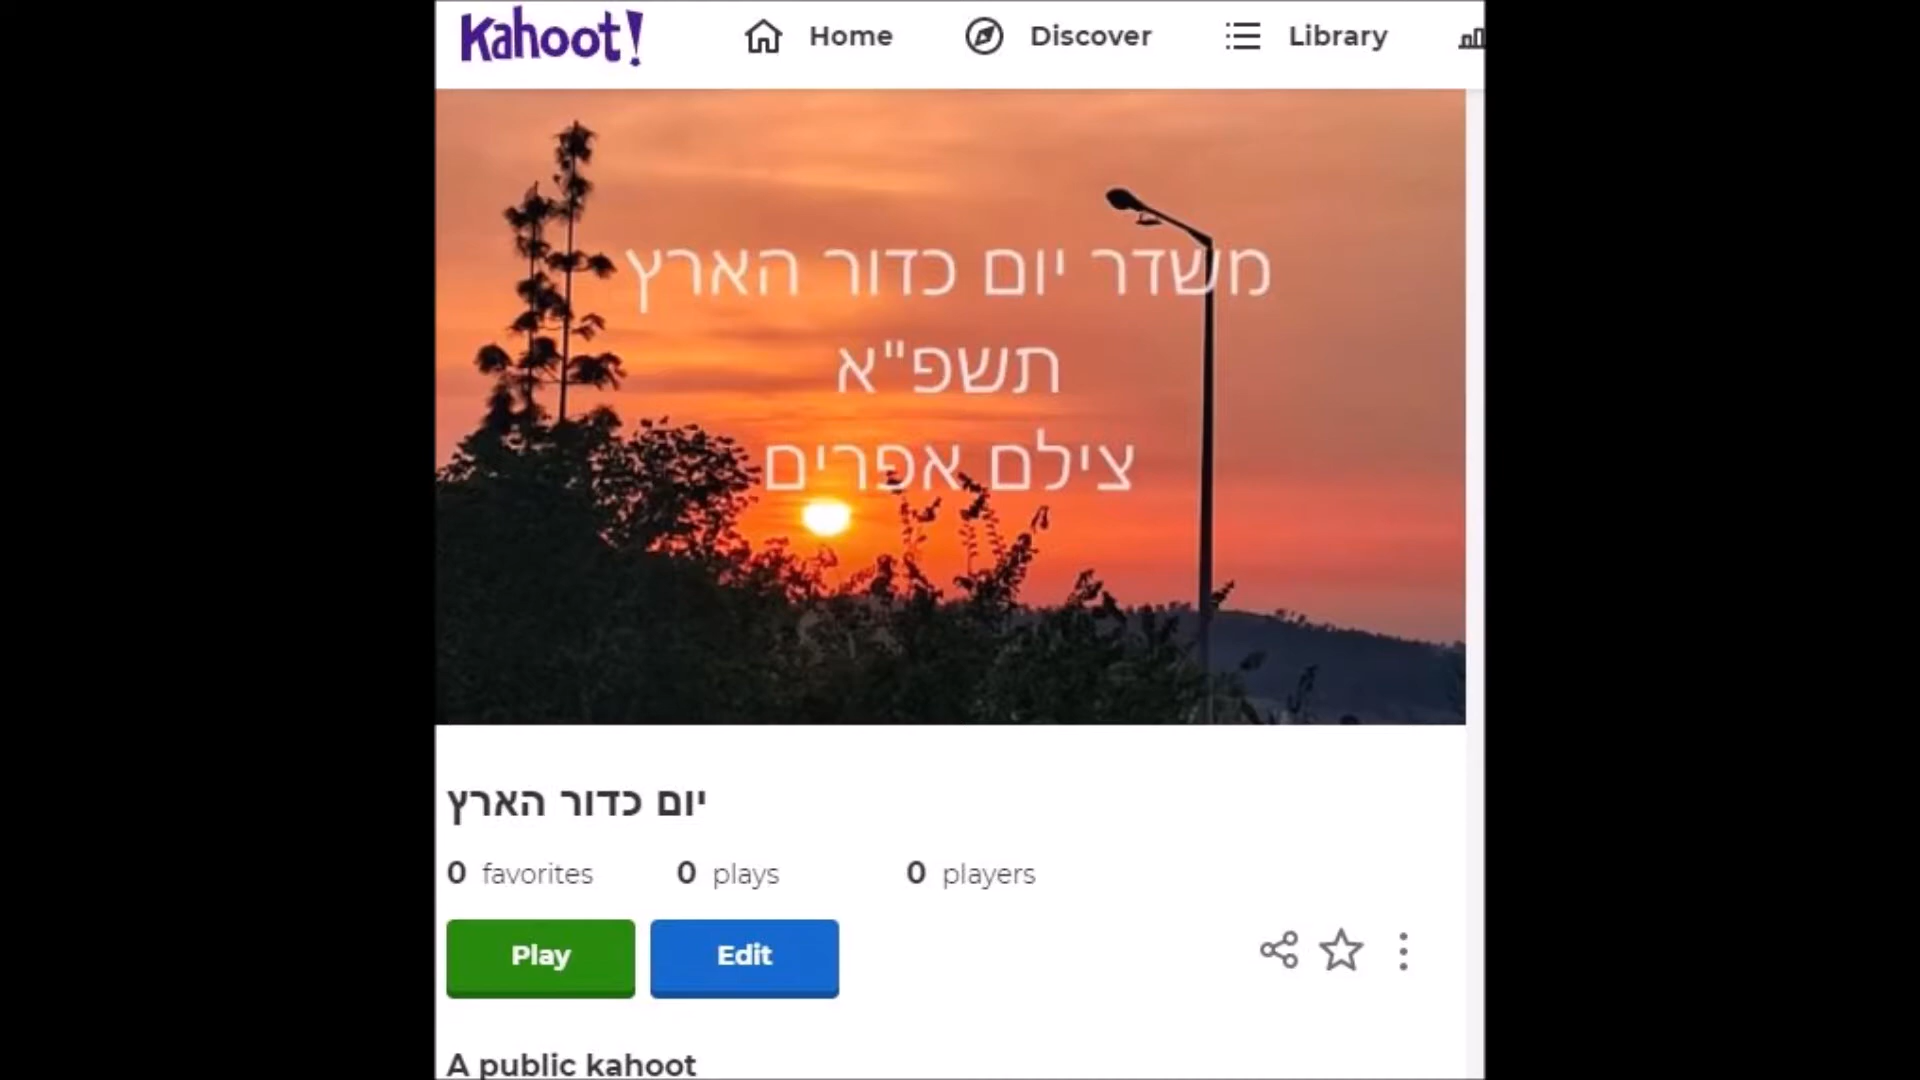 Kahoot!
Home
Discover
Library
משדר יום כדור הארץ
תשפ"א
צילם אפרים
יום כדור הארץ
0 favorites
0 plays
0 players
Play
Edit
A public kahoot